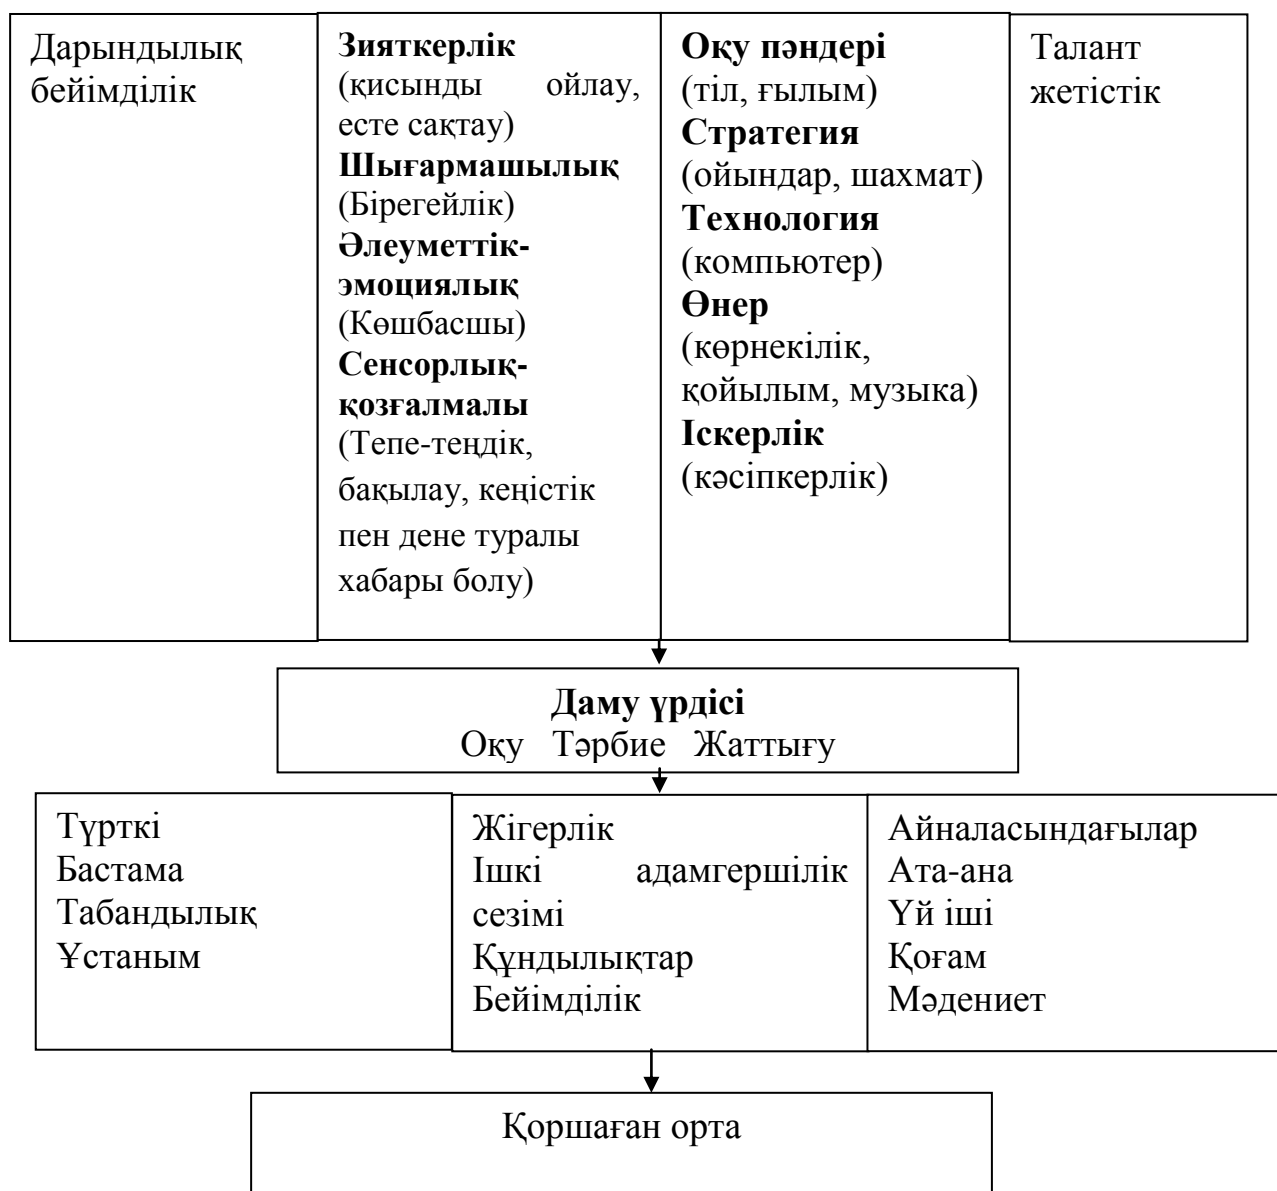 Дарындылық
бейімділік
Зияткерлік
(қисынды ойлау,
есте сақтау)
Шығармашылық
(Бірегейлік)
Әлеуметтік-
эмоциялық
(Көшбасшы)
Сенсорлық-
қозғалмалы
(Тепе-теңдік,
бақылау, кеңістік
пен дене туралы
хабары болу)
Оқу пәндері
(тіл, ғылым)
Стратегия
(ойындар, шахмат)
Технология
(компьютер)
Өнер
(көрнекілік,
қойылым, музыка)
Іскерлік
(кәсіпкерлік)
Талант
жетістік
Даму үрдісі
Оқу Тәрбие Жаттығу
Түрткі
Бастама
Табандылық
Ұстаным
Жігерлік
Ішкі адамгершілік
сезімі
Құндылықтар
Бейімділік
Айналасындағылар
Ата-ана
Үй іші
Қоғам
Мәдениет
Қоршаған орта